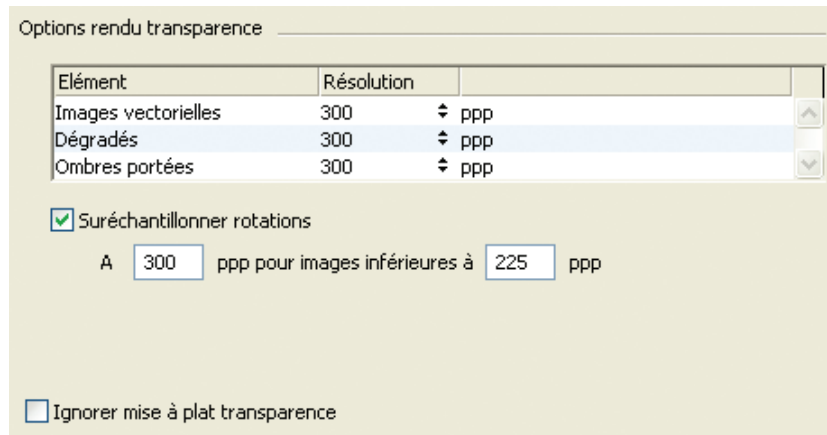 Options rendu transparence
Elément Résolution
Images vectorielles 300 ppp
Dégradés 300 ppp
Ombres portées 300 ppp
Suréchantillonner rotations
A 300 ppp pour images inférieures à 225 ppp
Ignorer mise à plat transparence